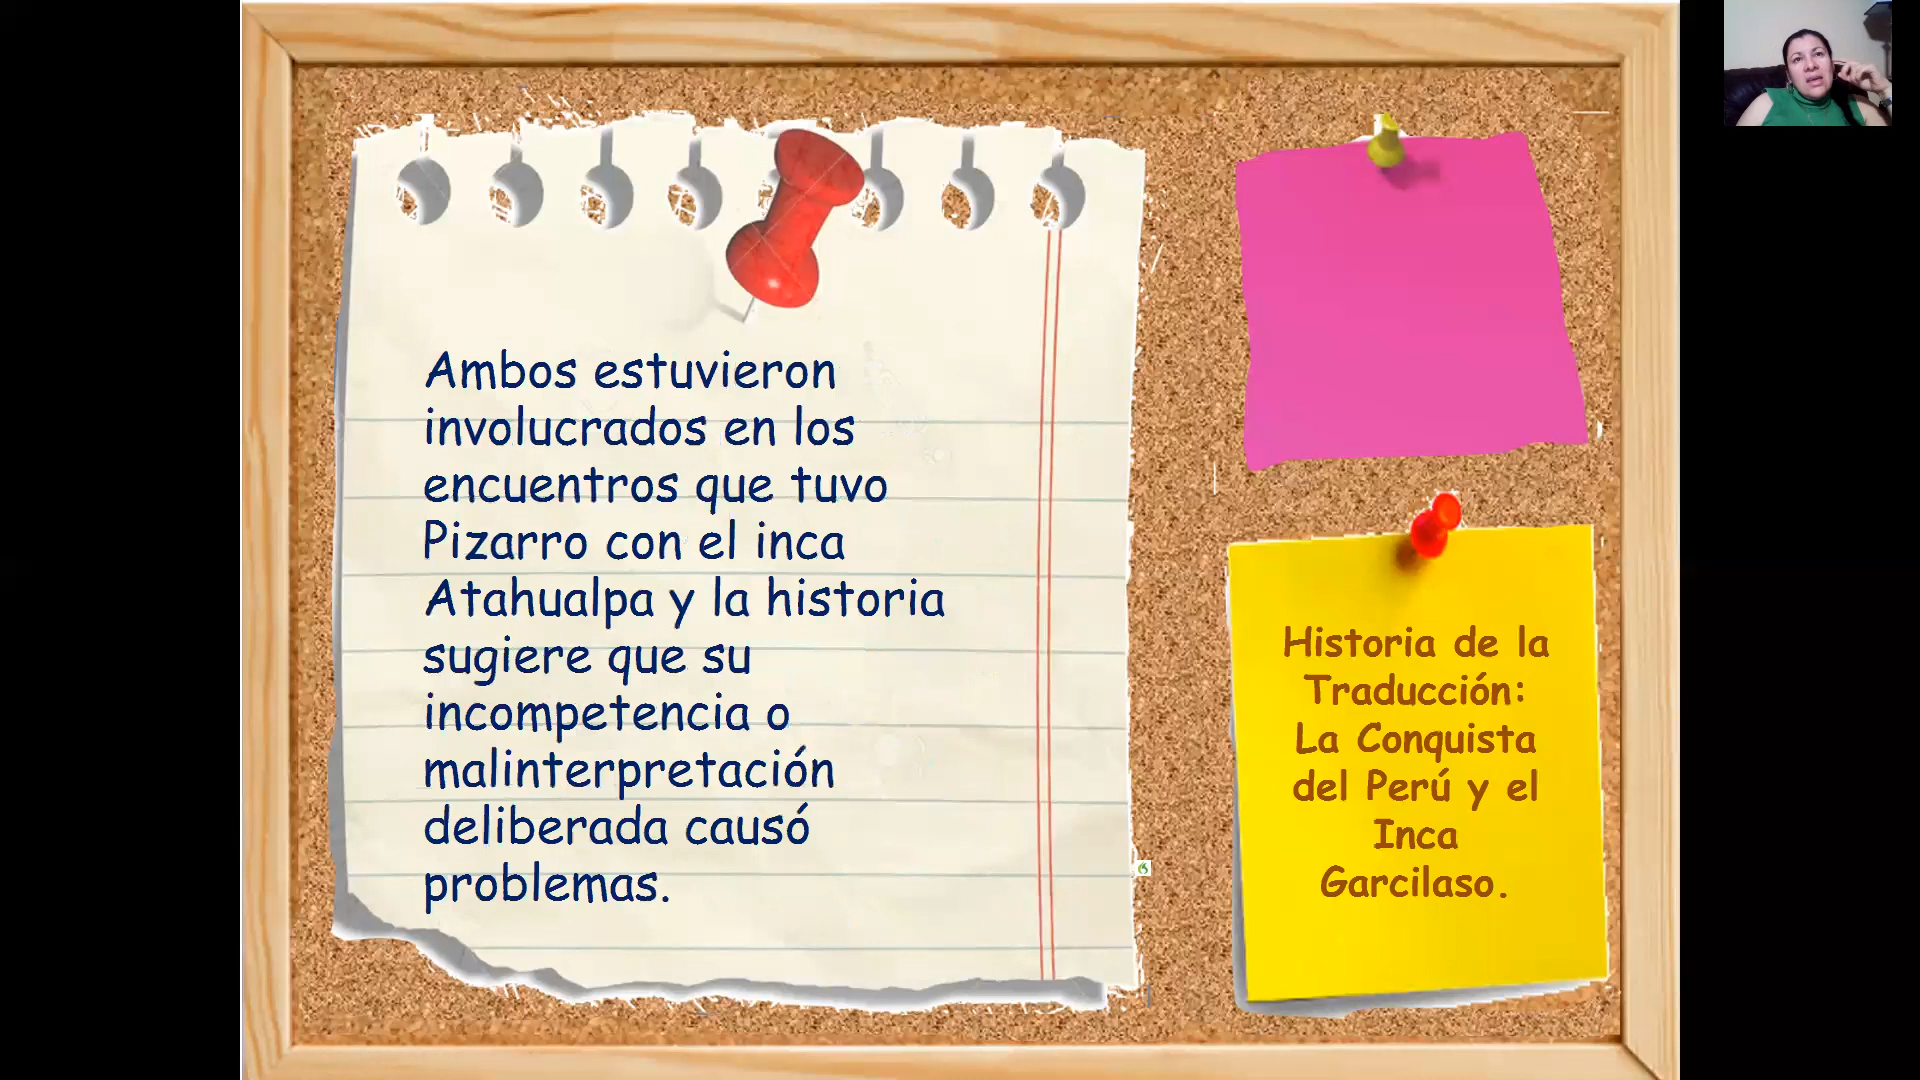 Ambos estuvieron
involucrados en los
encuentros que tuvo
Pizarro con el inca
Atahualpa y la historia
sugiere que su
incompetencia o
malinterpretación
deliberada causó
problemas.
Historia de la
Traducción:
La Conquista
del Perú y el
Inca
Garcilaso.